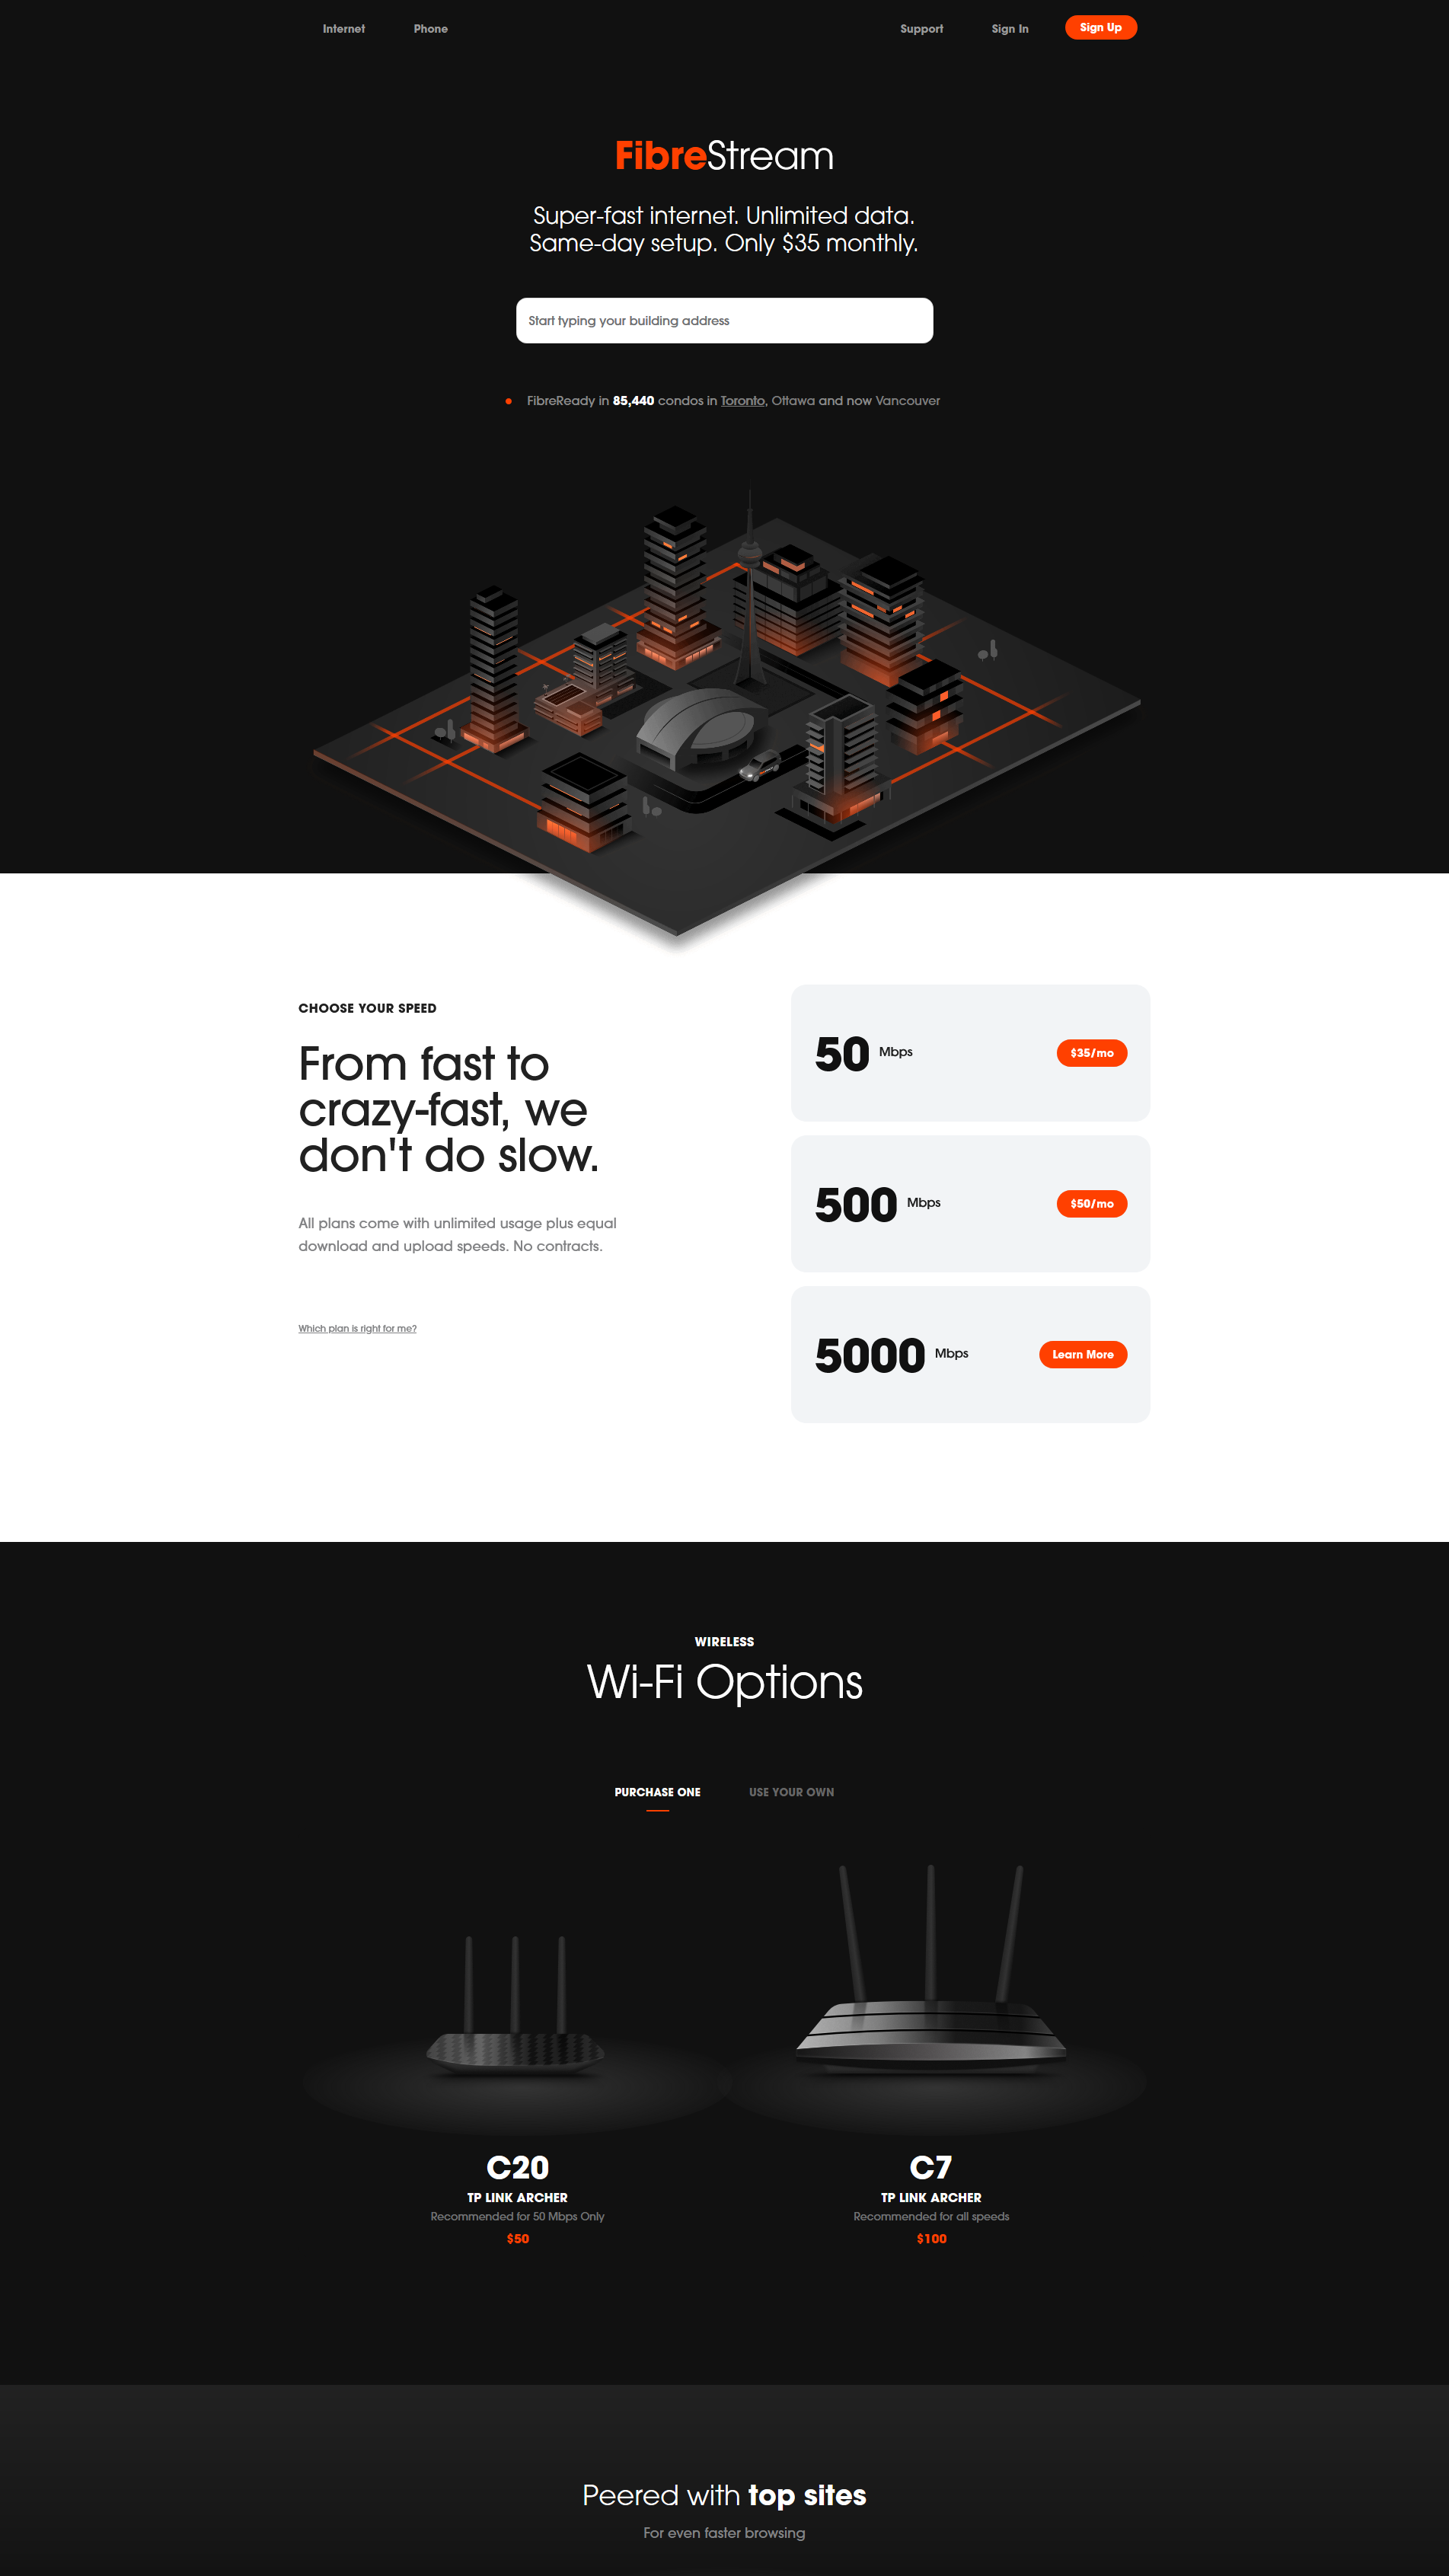 Internet
Phone
Support
Sign In
Sign Up
FibreStream
Super-fast internet. Unlimited data.
Same-day setup. Only $35 monthly.
Start typing your building address
FibreReady in 85,440 condos in Toronto, Ottawa and now Vancouver
CHOOSE YOUR SPEED
From fast to
crazy-fast, we
don't do slow.
All plans come with unlimited usage plus equal
download and upload speeds. No contracts.
Which plan is right for me?
50 Mbps
$35/mo
500 Mbps
$50/mo
5000 Mbps
Learn More
WIRELESS
Wi-Fi Options
PURCHASE ONE
USE YOUR OWN
C20
TP LINK ARCHER
Recommended for 50 Mbps Only
$50
C7
TP LINK ARCHER
Recommended for all speeds
$100
Peered with top sites
For even faster browsing